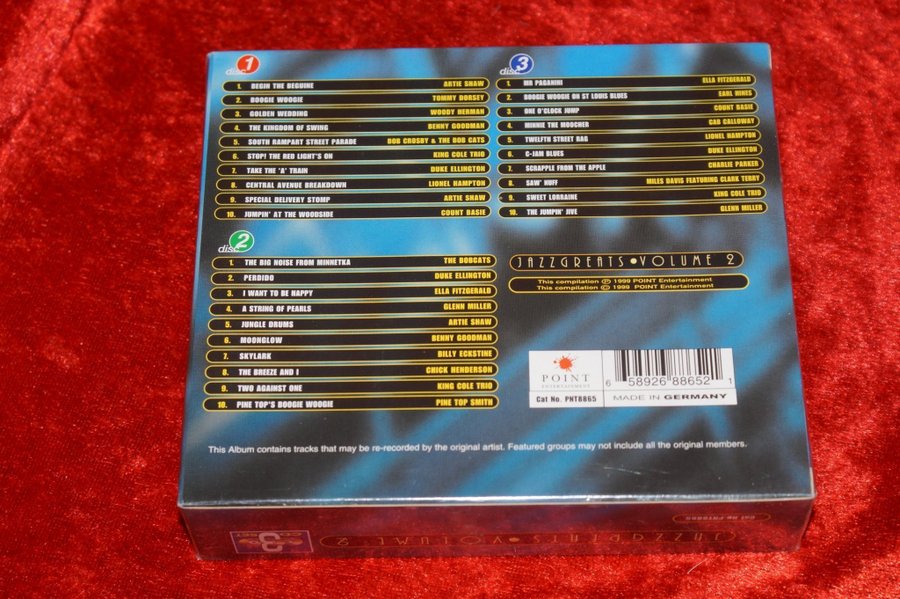 disc 1
1. BEGIN THE BEGUINE ARTIE SHAW
2. BOOGIE WOOGIE TOMMY DORSEY
3. GOLDEN WEDDING WOODY HERMAN
4. THE KINGDOM OF SWING BENNY GOODMAN
5. SOUTH RAMPART STREET PARADE BOB CROSBY & THE BOB CATS
6. STOP! THE RED LIGHT'S ON KING COLE TRIO
7. TAKE THE 'A' TRAIN DUKE ELLINGTON
8. CENTRAL AVENUE BREAKDOWN LIONEL HAMPTON
9. SPECIAL DELIVERY STOMP ARTIE SHAW
10. JUMPIN' AT THE WOODSIDE COUNT BASIE
disc 2
1. THE BIG NOISE FROM MINNETKA THE BOBCATS
2. PERDIDO DUKE ELLINGTON
3. I WANT TO BE HAPPY ELLA FITZGERALD
4. A STRING OF PEARLS GLENN MILLER
5. JUNGLE DRUMS ARTIE SHAW
6. MOONGLOW BENNY GOODMAN
7. SKYLARK BILLY ECKSTINE
8. THE BREEZE AND I CHICK HENDERSON
9. TWO AGAINST ONE KING COLE TRIO
10. PINE TOP'S BOOGIE WOOGIE PINE TOP SMITH
disc 3
1. MR PAGANINI ELLA FITZGERALD
2. BOOGIE WOOGIE ON ST LOUIS BLUES EARL HINES
3. ONE O'CLOCK JUMP COUNT BASIE
4. MINNIE THE MOOCHER CAB CALLOWAY
5. TWELFTH STREET RAG LIONEL HAMPTON
6. C-JAM BLUES DUKE ELLINGTON
7. SCRAPPLE FROM THE APPLE CHARLIE PARKER
8. SAW' NUFF MILES DAVIS FEATURING CLARK TERRY
9. SWEET LORRAINE KING COLE TRIO
10. THE JUMPIN' JIVE GLENN MILLER
JAZZGREATS•VOLUME 2
This compilation ℗ 1999 POINT Entertainment
This compilation © 1999 POINT Entertainment
POINT
ENTERTAINMENT
6 58926 88652 1
Cat No. PNT8865 MADE IN GERMANY
This Album contains tracks that may be re-recorded by the original artist. Featured groups may not include all the original members.
Cat No PNT8865
3
JAZZGREATS•VOLUME 2